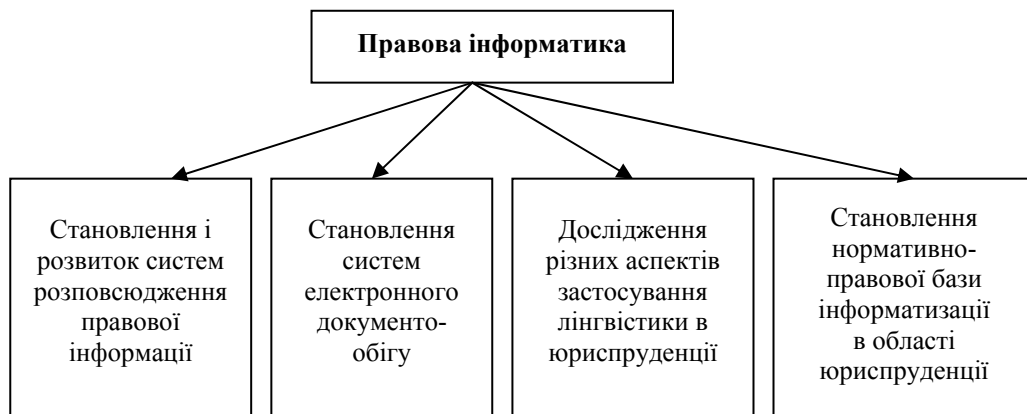 Правова інформатика
Становлення і
розвиток систем
розповсюдження
правової
інформації
Становлення
систем
електронного
документо-
обігу
Дослідження
різних аспектів
застосування
лінгвістики в
юриспруденції
Становлення
нормативно-
правової бази
інформатизації
в області
юриспруденції